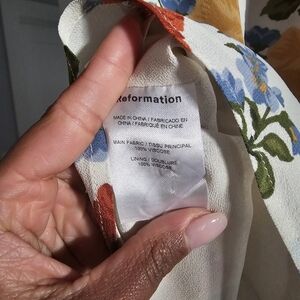 Reformation
MADE IN CHINA / FABRICADO EN
CHINA / FABRIQUÉ EN CHINE
MAIN FABRIC / TISSU PRINCIPAL
100% VISCOSE
LINING / DOUBLURE
100% VISCOSE